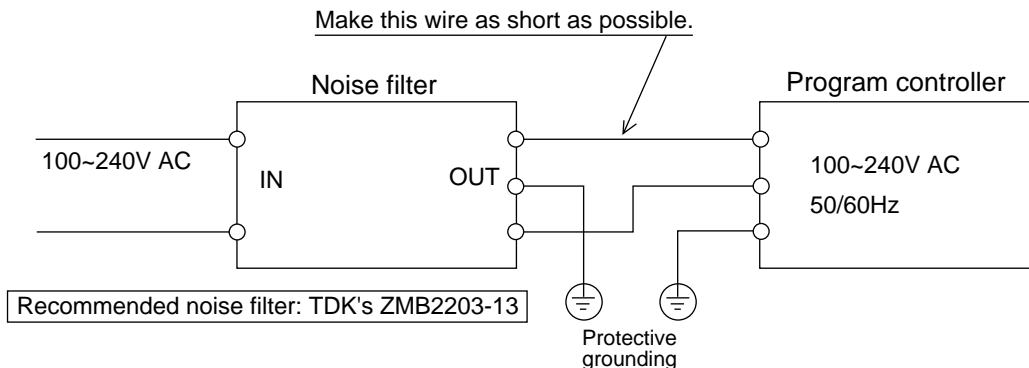 Make this wire as short as possible.
Noise filter
Program controller
100~240V AC
IN
OUT
100~240V AC
50/60Hz
Recommended noise filter: TDK's ZMB2203-13
Protective
grounding